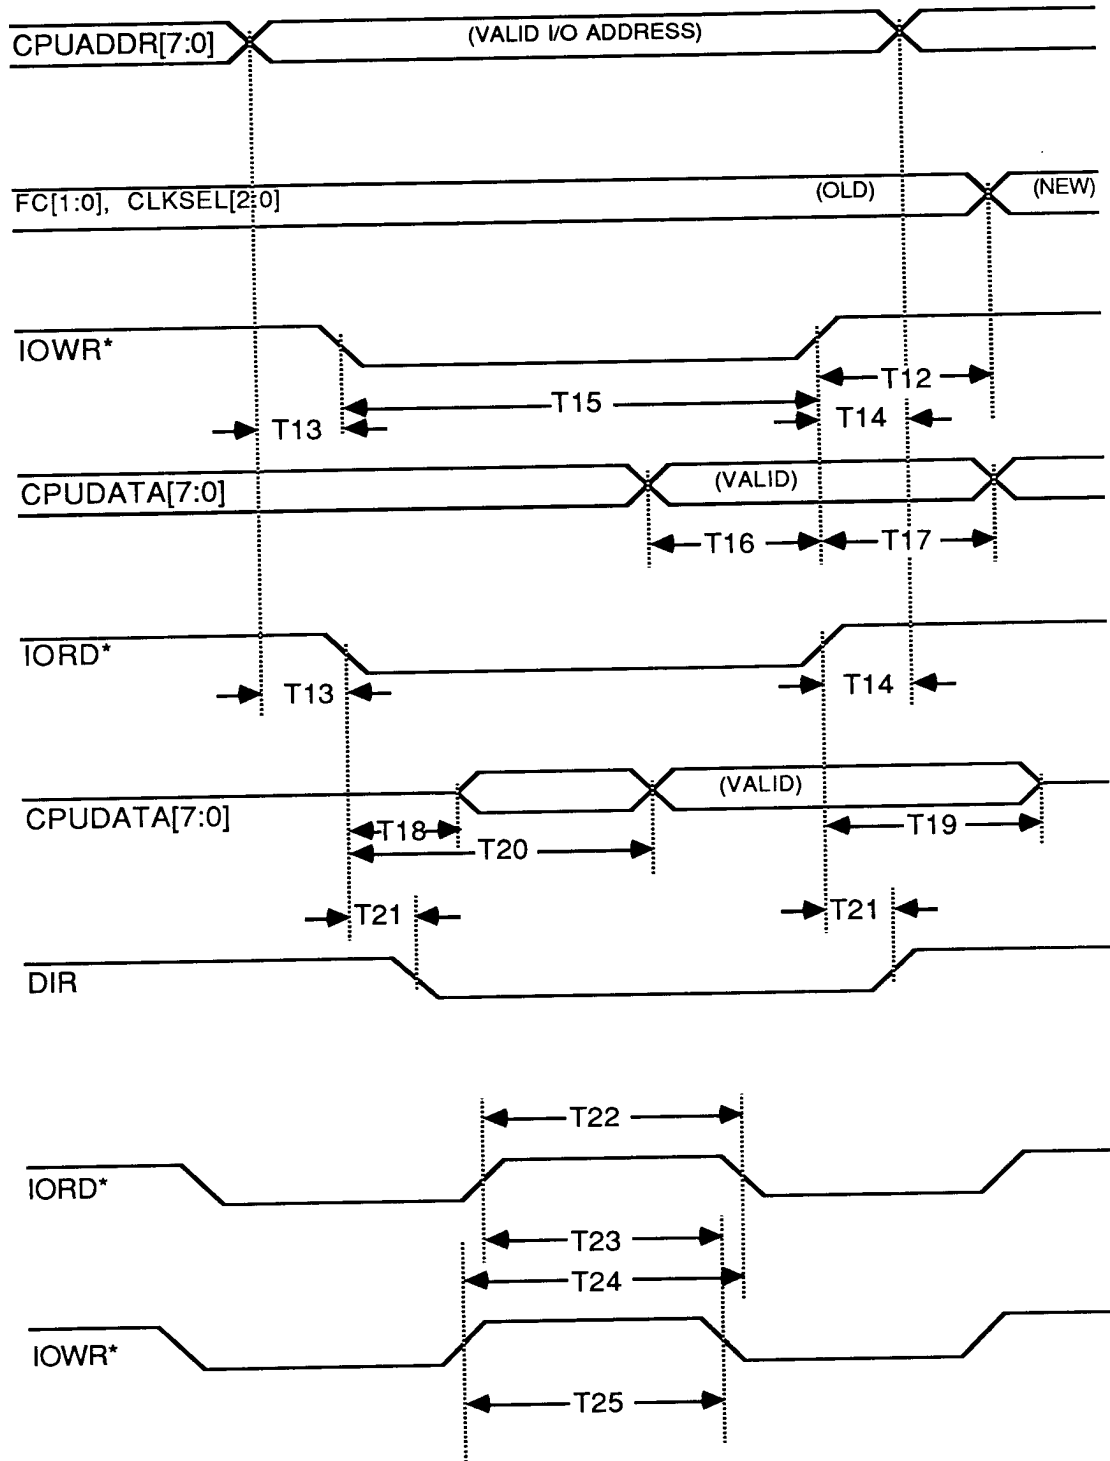 CPUADDR[7:0]
(VALID I/O ADDRESS)
FC[1:0], CLKSEL[2:0]
(OLD)
(NEW)
IOWR*
T12
T15
T13
T14
CPUDATA[7:0]
(VALID)
T16
T17
IORD*
T13
T14
CPUDATA[7:0]
(VALID)
T18
T19
T20
T21
T21
DIR
T22
IORD*
T23
T24
IOWR*
T25